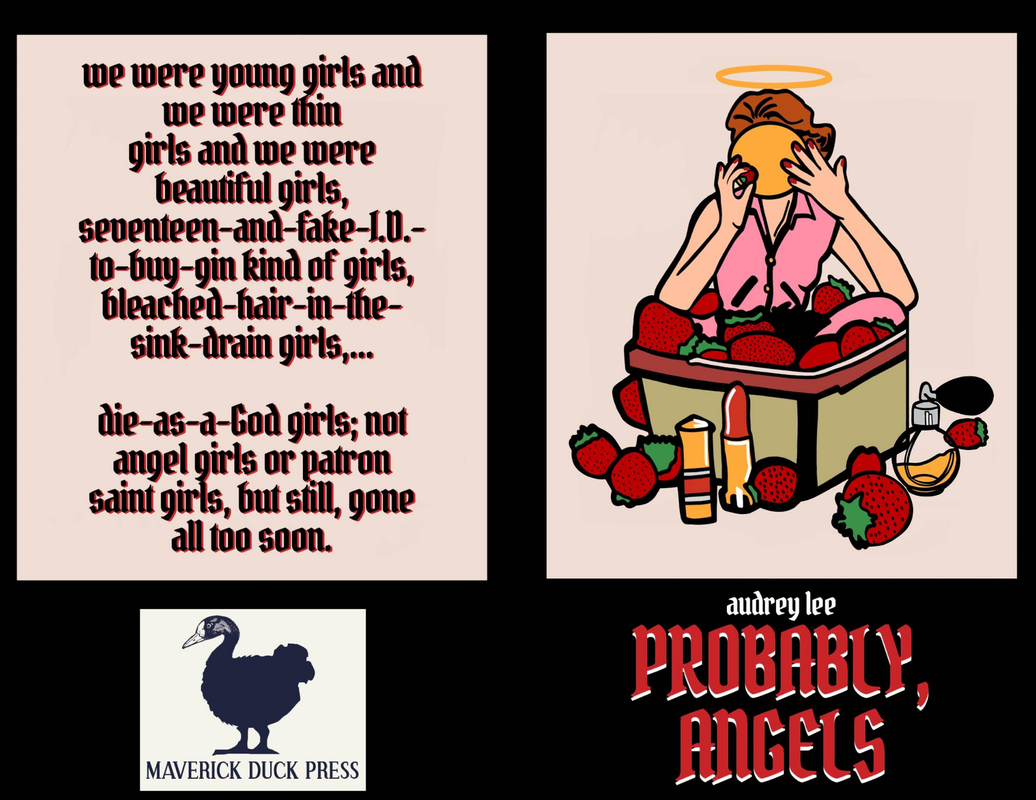 we were young girls and
we were thin
girls and we were
beautiful girls,
seventeen-and-fake-I.D.-
to-buy-gin kind of girls,
bleached-hair-in-the-
sink-drain girls,...
die-as-a-God girls; not
angel girls or patron
saint girls, but still, gone
all too soon.
MAVERICK DUCK PRESS
audrey lee
PROBABLY,
ANGELS